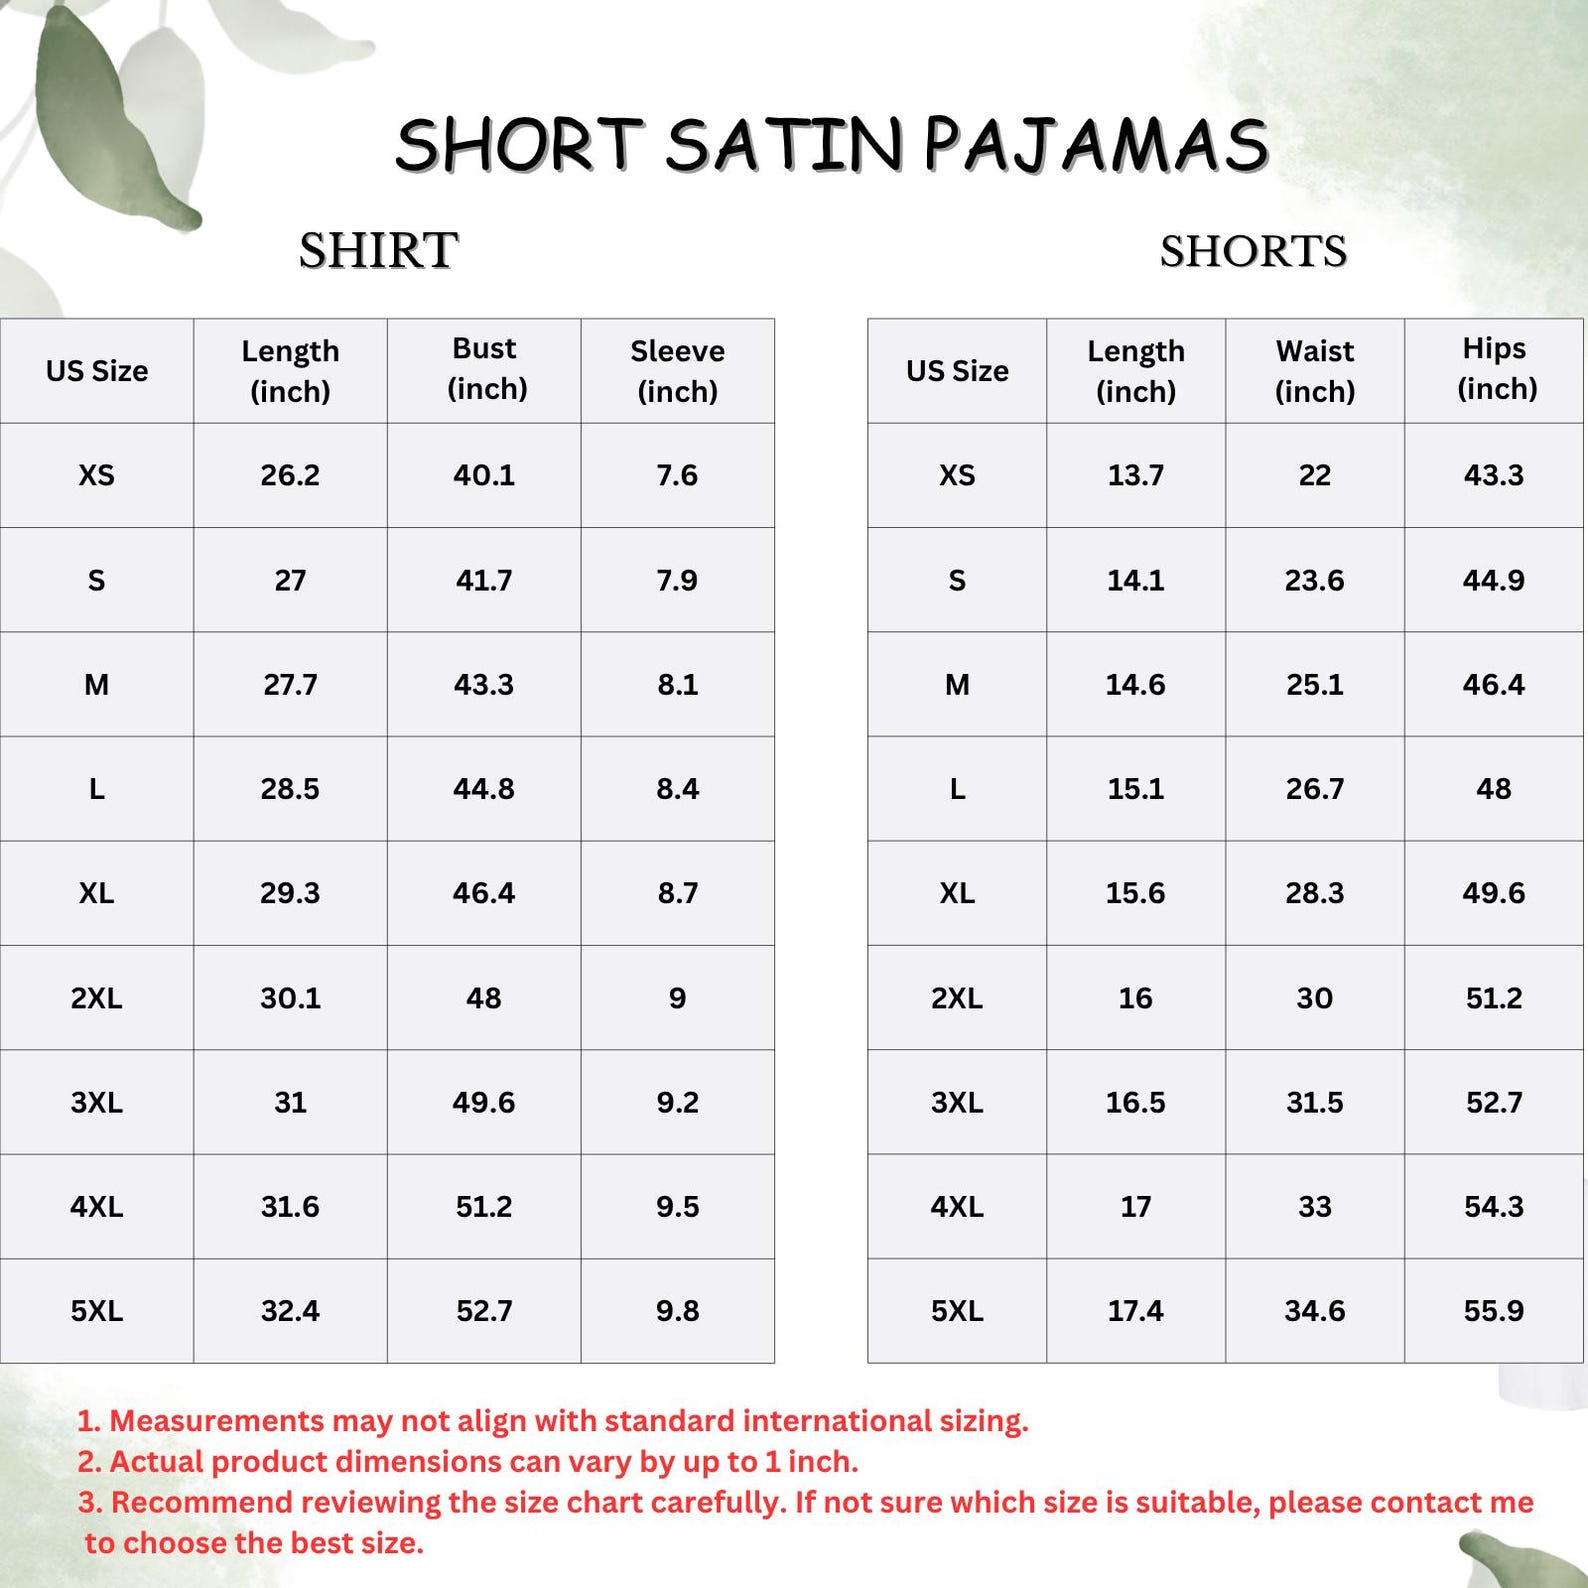 SHORT SATIN PAJAMAS
SHIRT
US Size Length (inch) Bust (inch) Sleeve (inch)
XS 26.2 40.1 7.6
S 27 41.7 7.9
M 27.7 43.3 8.1
L 28.5 44.8 8.4
XL 29.3 46.4 8.7
2XL 30.1 48 9
3XL 31 49.6 9.2
4XL 31.6 51.2 9.5
5XL 32.4 52.7 9.8
SHORTS
US Size Length (inch) Waist (inch) Hips (inch)
XS 13.7 22 43.3
S 14.1 23.6 44.9
M 14.6 25.1 46.4
L 15.1 26.7 48
XL 15.6 28.3 49.6
2XL 16 30 51.2
3XL 16.5 31.5 52.7
4XL 17 33 54.3
5XL 17.4 34.6 55.9
1. Measurements may not align with standard international sizing.
2. Actual product dimensions can vary by up to 1 inch.
3. Recommend reviewing the size chart carefully. If not sure which size is suitable, please contact me
to choose the best size.